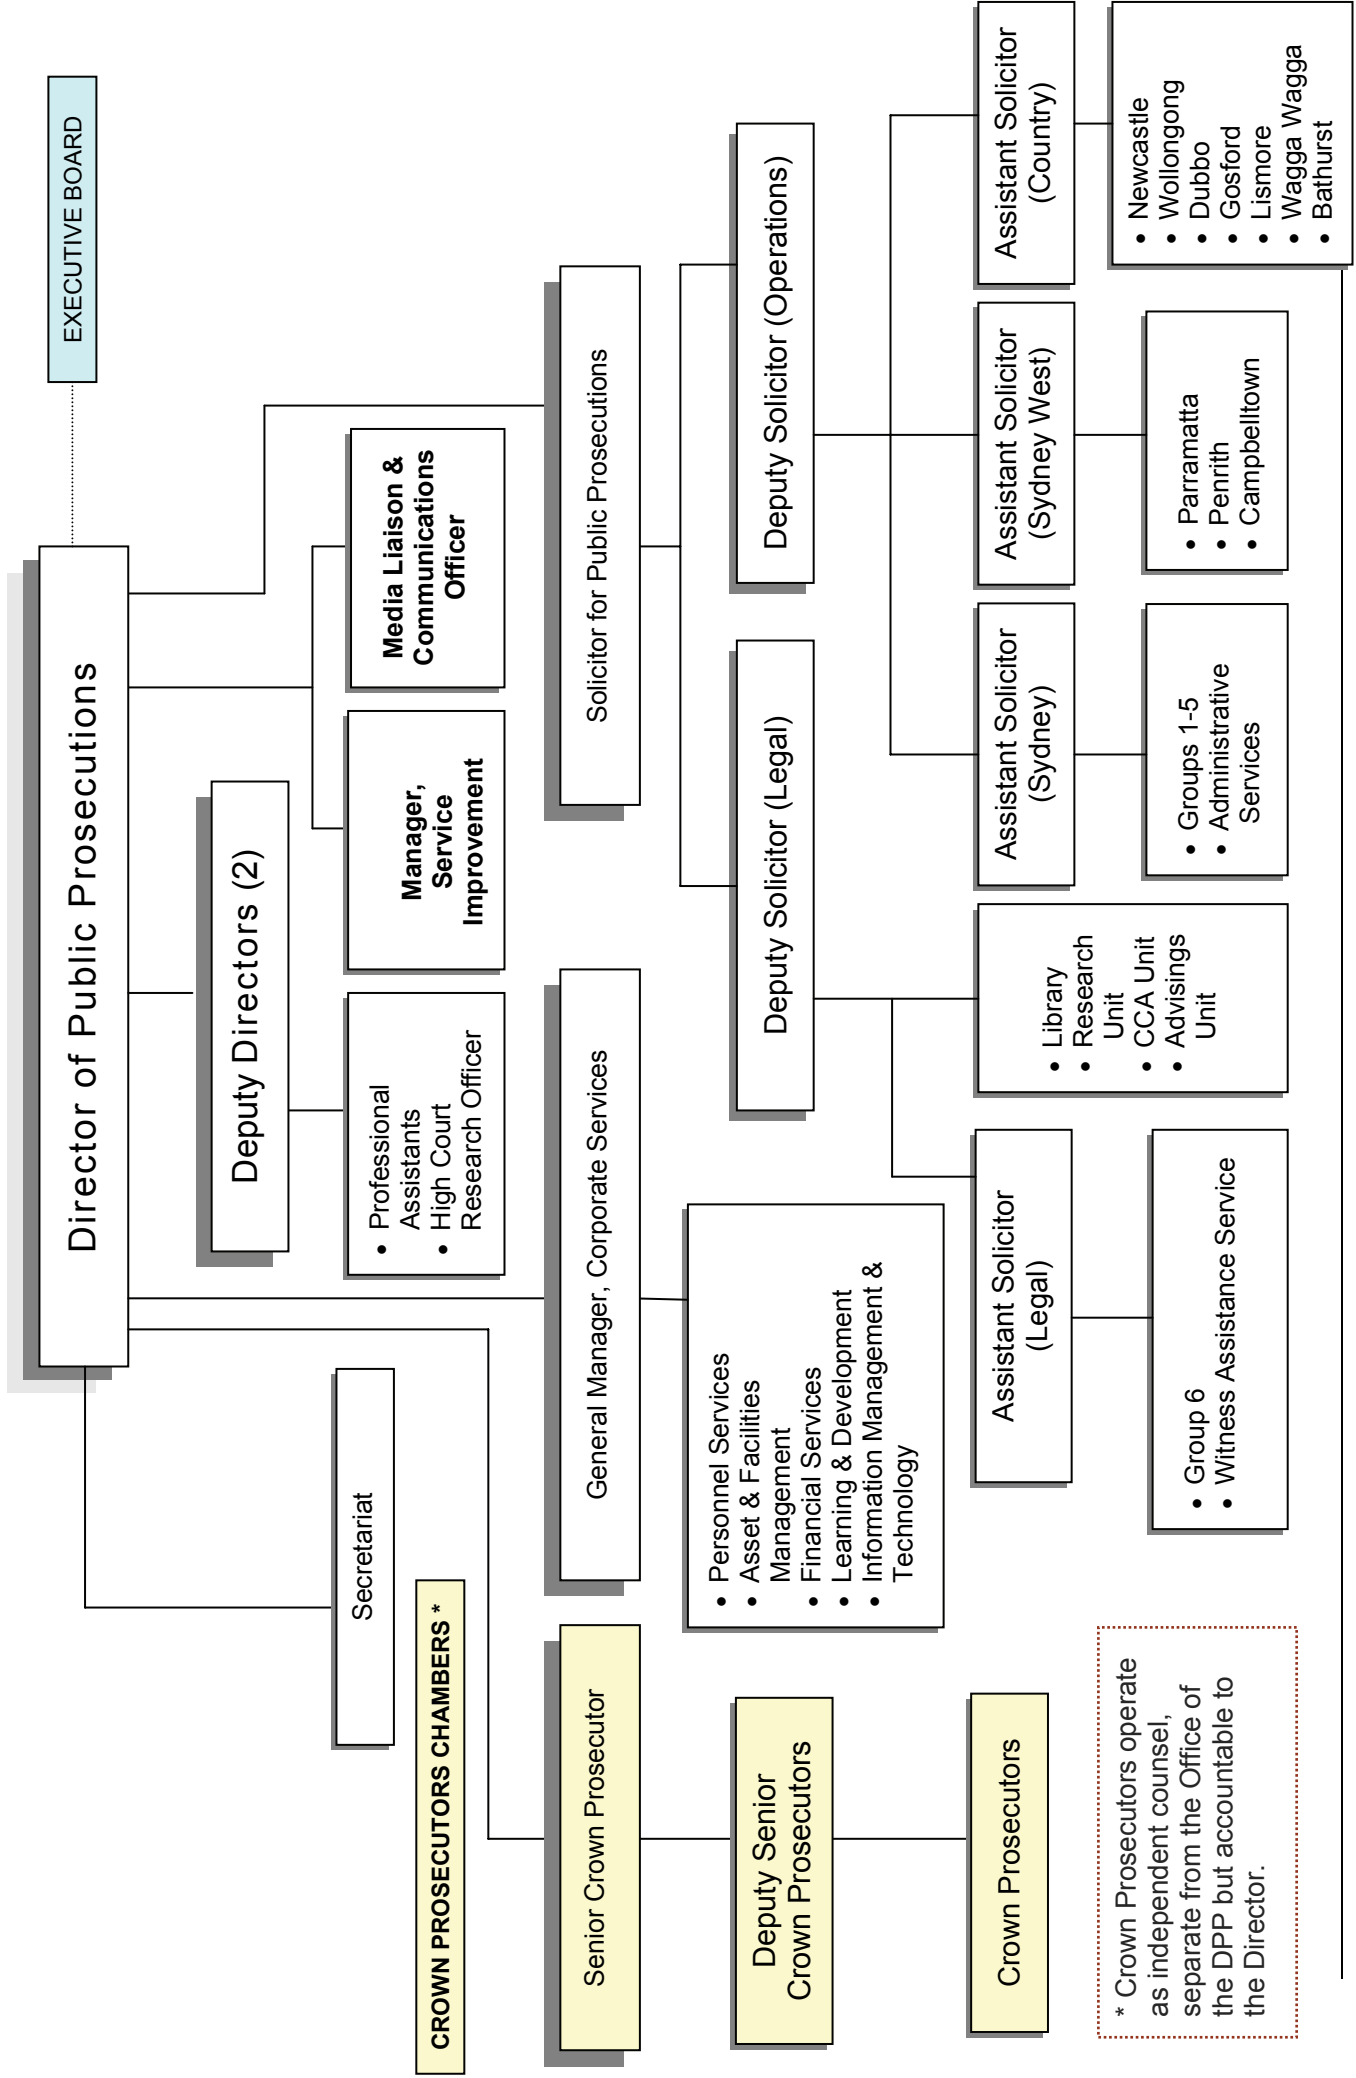 EXECUTIVE BOARD
Director of Public Prosecutions
Deputy Directors (2)
Secretariat
• Professional
Assistants
• High Court
Research Officer
Manager,
Service
Improvement
Media Liaison &
Communications
Officer
CROWN PROSECUTORS CHAMBERS *
Senior Crown Prosecutor
General Manager, Corporate Services
Solicitor for Public Prosecutions
• Personnel Services
• Asset & Facilities
Management
• Financial Services
• Learning & Development
• Information Management &
Technology
Deputy Senior
Crown Prosecutors
Deputy Solicitor (Legal)
Deputy Solicitor (Operations)
Crown Prosecutors
Assistant Solicitor
(Legal)
• Library
• Research
Unit
• CCA Unit
• Advisings
Unit
Assistant Solicitor
(Sydney)
Assistant Solicitor
(Sydney West)
Assistant Solicitor
(Country)
* Crown Prosecutors operate
as independent counsel,
separate from the Office of
the DPP but accountable to
the Director.
• Group 6
• Witness Assistance Service
• Groups 1-5
• Administrative
Services
• Parramatta
• Penrith
• Campbelltown
• Newcastle
• Wollongong
• Dubbo
• Gosford
• Lismore
• Wagga Wagga
• Bathurst